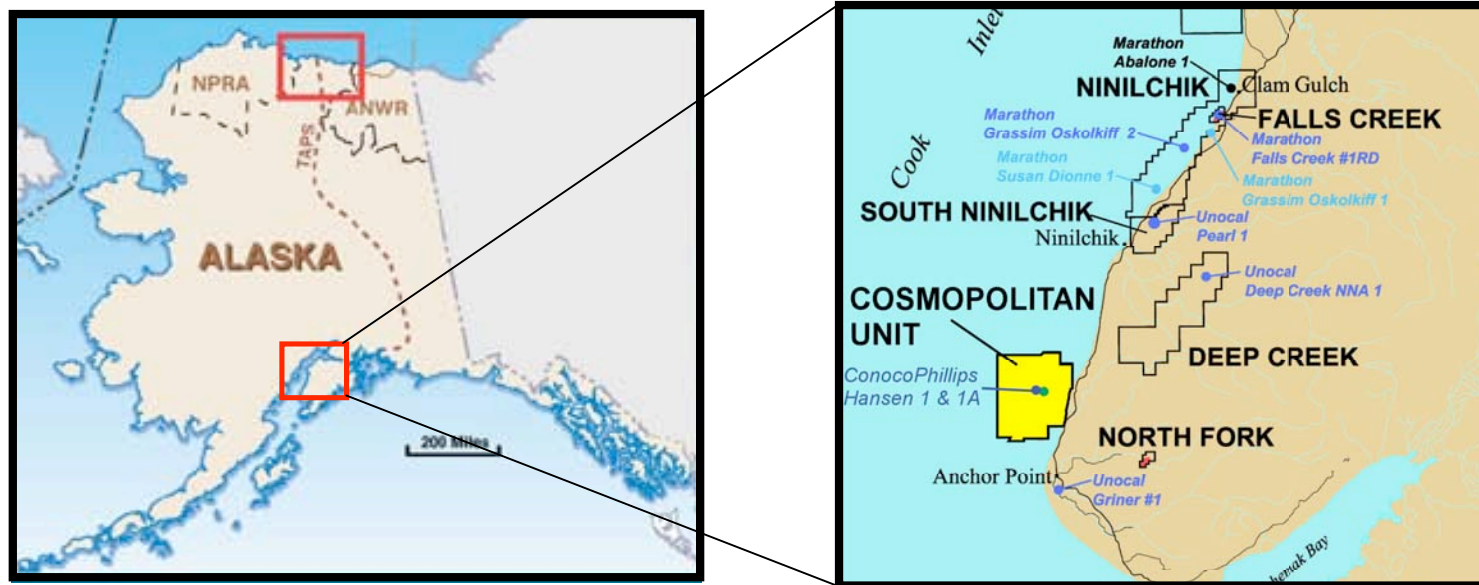 NPRA
ANWR
TAPS
ALASKA
200 Miles
Inlet
Cook
Marathon
Abalone 1
NINILCHIK
Clam Gulch
FALLS CREEK
Marathon
Grassim Oskolkiff 2
Marathon
Falls Creek #1RD
Marathon
Susan Dionne 1
Marathon
Grassim Oskolkiff 1
SOUTH NINILCHIK
Unocal
Pearl 1
Ninilchik
Unocal
Deep Creek NNA 1
COSMOPOLITAN
UNIT
DEEP CREEK
ConocoPhillips
Hansen 1 & 1A
NORTH FORK
Anchor Point
Unocal
Griner #1
hemak Bay